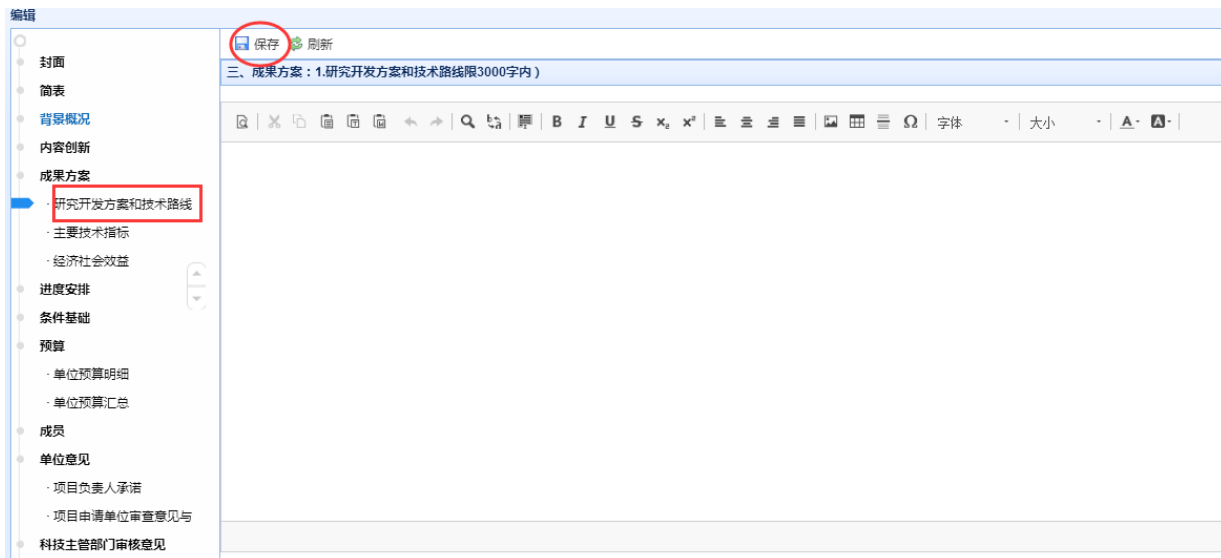 编辑
保存 刷新
三、成果方案：1.研究开发方案和技术路线限3000字内）
B I U S x₂ x² Ω 字体 大小 A A
封面
简表
背景概况
内容创新
成果方案
·研究开发方案和技术路线
·主要技术指标
·经济社会效益
进度安排
条件基础
预算
·单位预算明细
·单位预算汇总
成员
单位意见
·项目负责人承诺
·项目申请单位审查意见与
科技主管部门审核意见